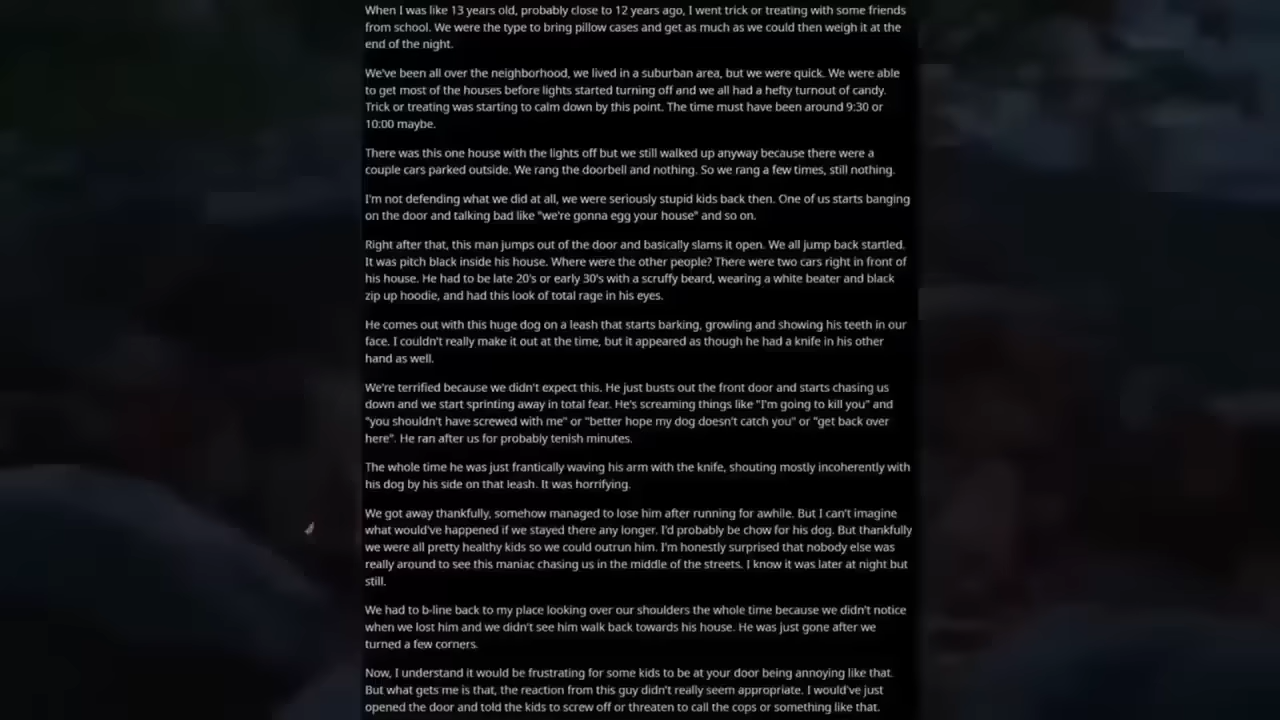 When I was like 13 years old, probably close to 12 years ago, I went trick or treating with some friends
from school. We were the type to bring pillow cases and get as much as we could then weigh it at the
end of the night.
We've been all over the neighborhood, we lived in a suburban area, but we were quick. We were able
to get most of the houses before lights started turning off and we all had a hefty turnout of candy.
Trick or treating was starting to calm down by this point. The time must have been around 9:30 or
10:00 maybe.
There was this one house with the lights off but we still walked up anyway because there were a
couple cars parked outside. We rang the doorbell and nothing. So we rang a few times, still nothing.
I'm not defending what we did at all, we were seriously stupid kids back then. One of us starts banging
on the door and talking bad like "we're gonna egg your house" and so on.
Right after that, this man jumps out of the door and basically slams it open. We all jump back startled.
It was pitch black inside his house. Where were the other people? There were two cars right in front of
his house. He had to be late 20's or early 30's with a scruffy beard, wearing a white beater and black
zip up hoodie, and had this look of total rage in his eyes.
He comes out with this huge dog on a leash that starts barking, growling and showing his teeth in our
face. I couldn't really make it out at the time, but it appeared as though he had a knife in his other
hand as well.
We're terrified because we didn't expect this. He just busts out the front door and starts chasing us
down and we start sprinting away in total fear. He's screaming things like "I'm going to kill you" and
"you shouldn't have screwed with me" or "better hope my dog doesn't catch you" or "get back over
here". He ran after us for probably tenish minutes.
The whole time he was just frantically waving his arm with the knife, shouting mostly incoherently with
his dog by his side on that leash. It was horrifying.
We got away thankfully, somehow managed to lose him after running for awhile. But I can't imagine
what would've happened if we stayed there any longer. I'd probably be chow for his dog. But thankfully
we were all pretty healthy kids so we could outrun him. I'm honestly surprised that nobody else was
really around to see this maniac chasing us in the middle of the streets. I know it was later at night but
still.
We had to b-line back to my place looking over our shoulders the whole time because we didn't notice
when we lost him and we didn't see him walk back towards his house. He was just gone after we
turned a few corners.
Now, I understand it would be frustrating for some kids to be at your door being annoying like that.
But what gets me is that, the reaction from this guy didn't really seem appropriate. I would've just
opened the door and told the kids to screw off or threaten to call the cops or something like that.